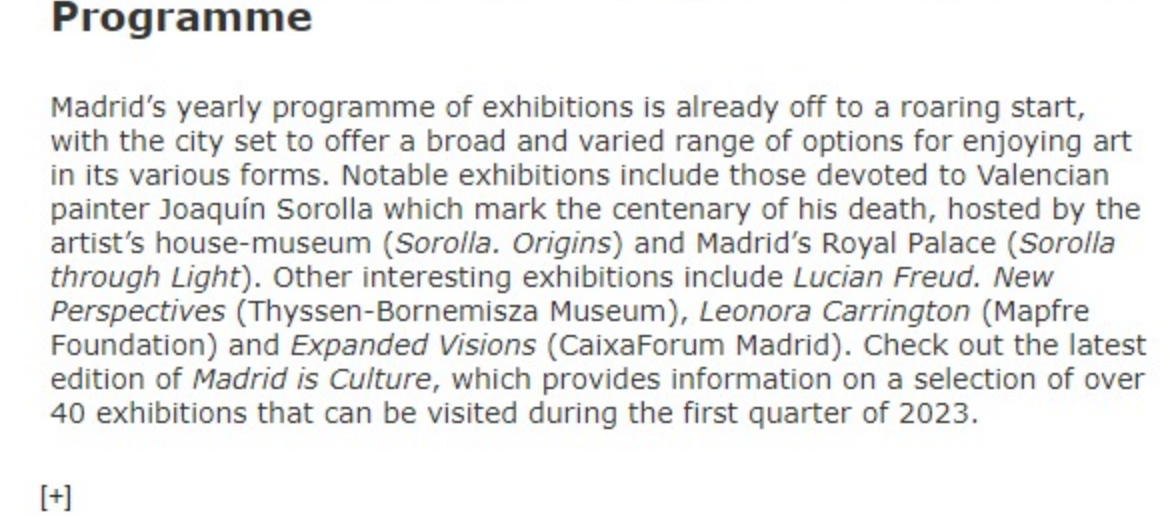 Programme
Madrid’s yearly programme of exhibitions is already off to a roaring start,
with the city set to offer a broad and varied range of options for enjoying art
in its various forms. Notable exhibitions include those devoted to Valencian
painter Joaquín Sorolla which mark the centenary of his death, hosted by the
artist’s house-museum (Sorolla. Origins) and Madrid’s Royal Palace (Sorolla
through Light). Other interesting exhibitions include Lucian Freud. New
Perspectives (Thyssen-Bornemisza Museum), Leonora Carrington (Mapfre
Foundation) and Expanded Visions (CaixaForum Madrid). Check out the latest
edition of Madrid is Culture, which provides information on a selection of over
40 exhibitions that can be visited during the first quarter of 2023.
[+]